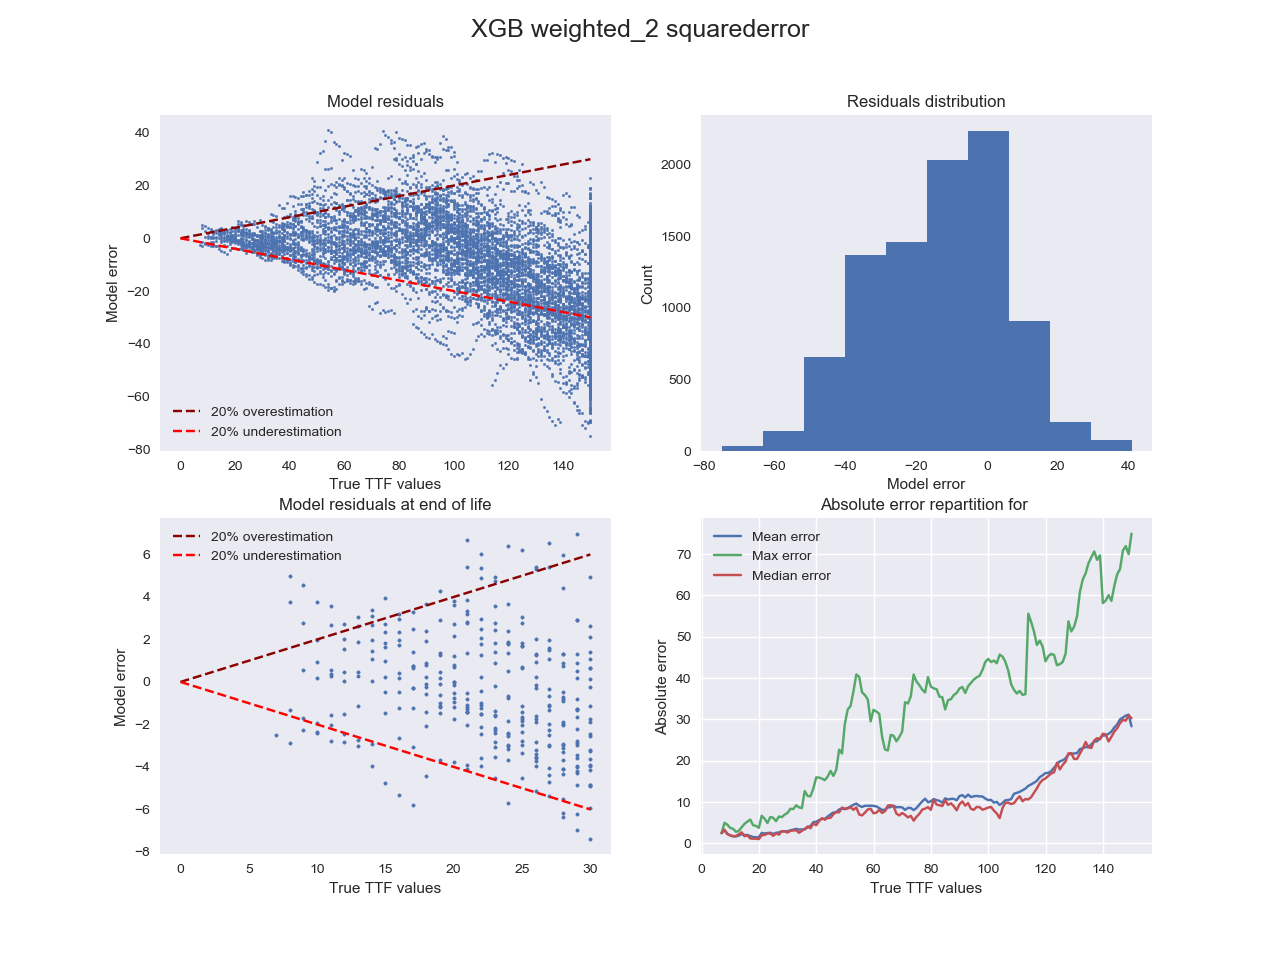 XGB weighted_2 squarederror
Model residuals
Model error
40
20
0
−20
−40
−60
−80
20% overestimation
20% underestimation
0 20 40 60 80 100 120 140
True TTF values
Residuals distribution
Count
2000
1500
1000
500
0
−80 −60 −40 −20 0 20 40
Model error
Model residuals at end of life
Model error
6
4
2
0
−2
−4
−6
−8
20% overestimation
20% underestimation
0 5 10 15 20 25 30
True TTF values
Absolute error repartition for
Absolute error
70
60
50
40
30
20
10
0
Mean error
Max error
Median error
0 20 40 60 80 100 120 140
True TTF values